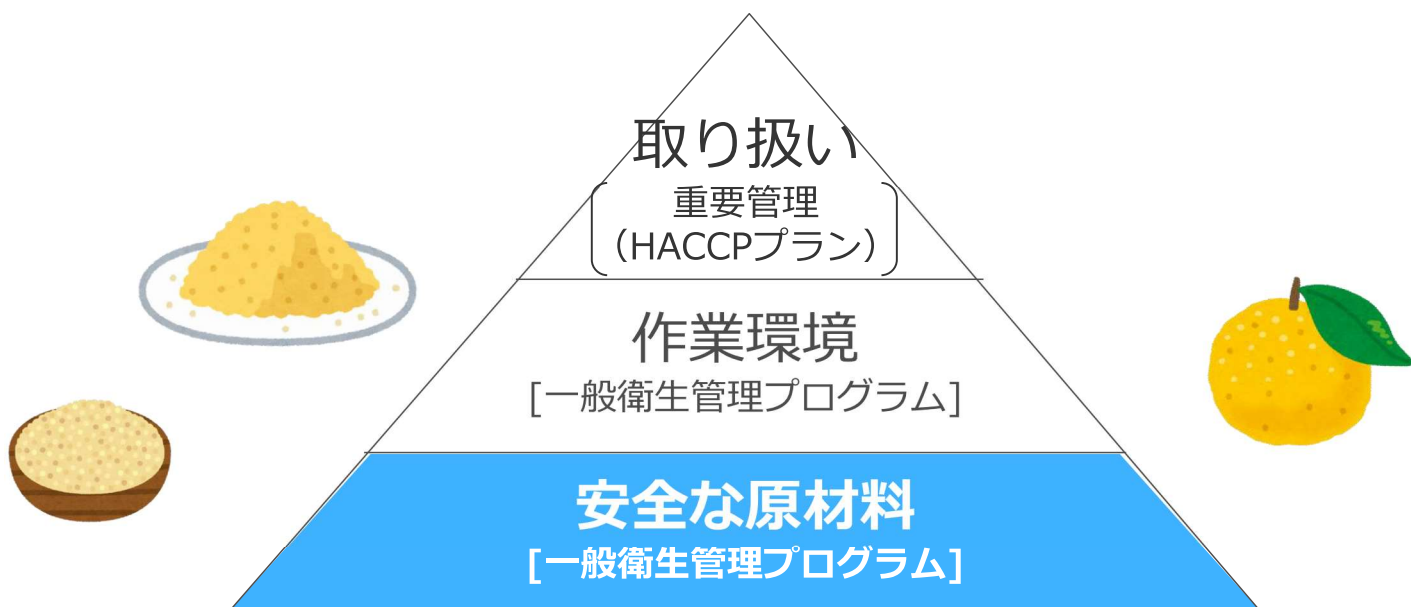 取り扱い
重要管理
（HACCPプラン）
作業環境
[一般衛生管理プログラム]
安全な原材料
[一般衛生管理プログラム]